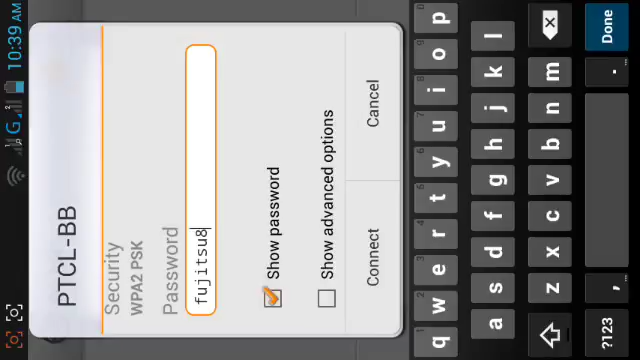 10:39 AM
G
PTCL-BB
Security
WPA2 PSK
Password
fujitsu8
Show password
Show advanced options
Cancel
Connect
q w e r t y u i o p
a s d f g h j k l
z x c v b n m
?123 , . Done